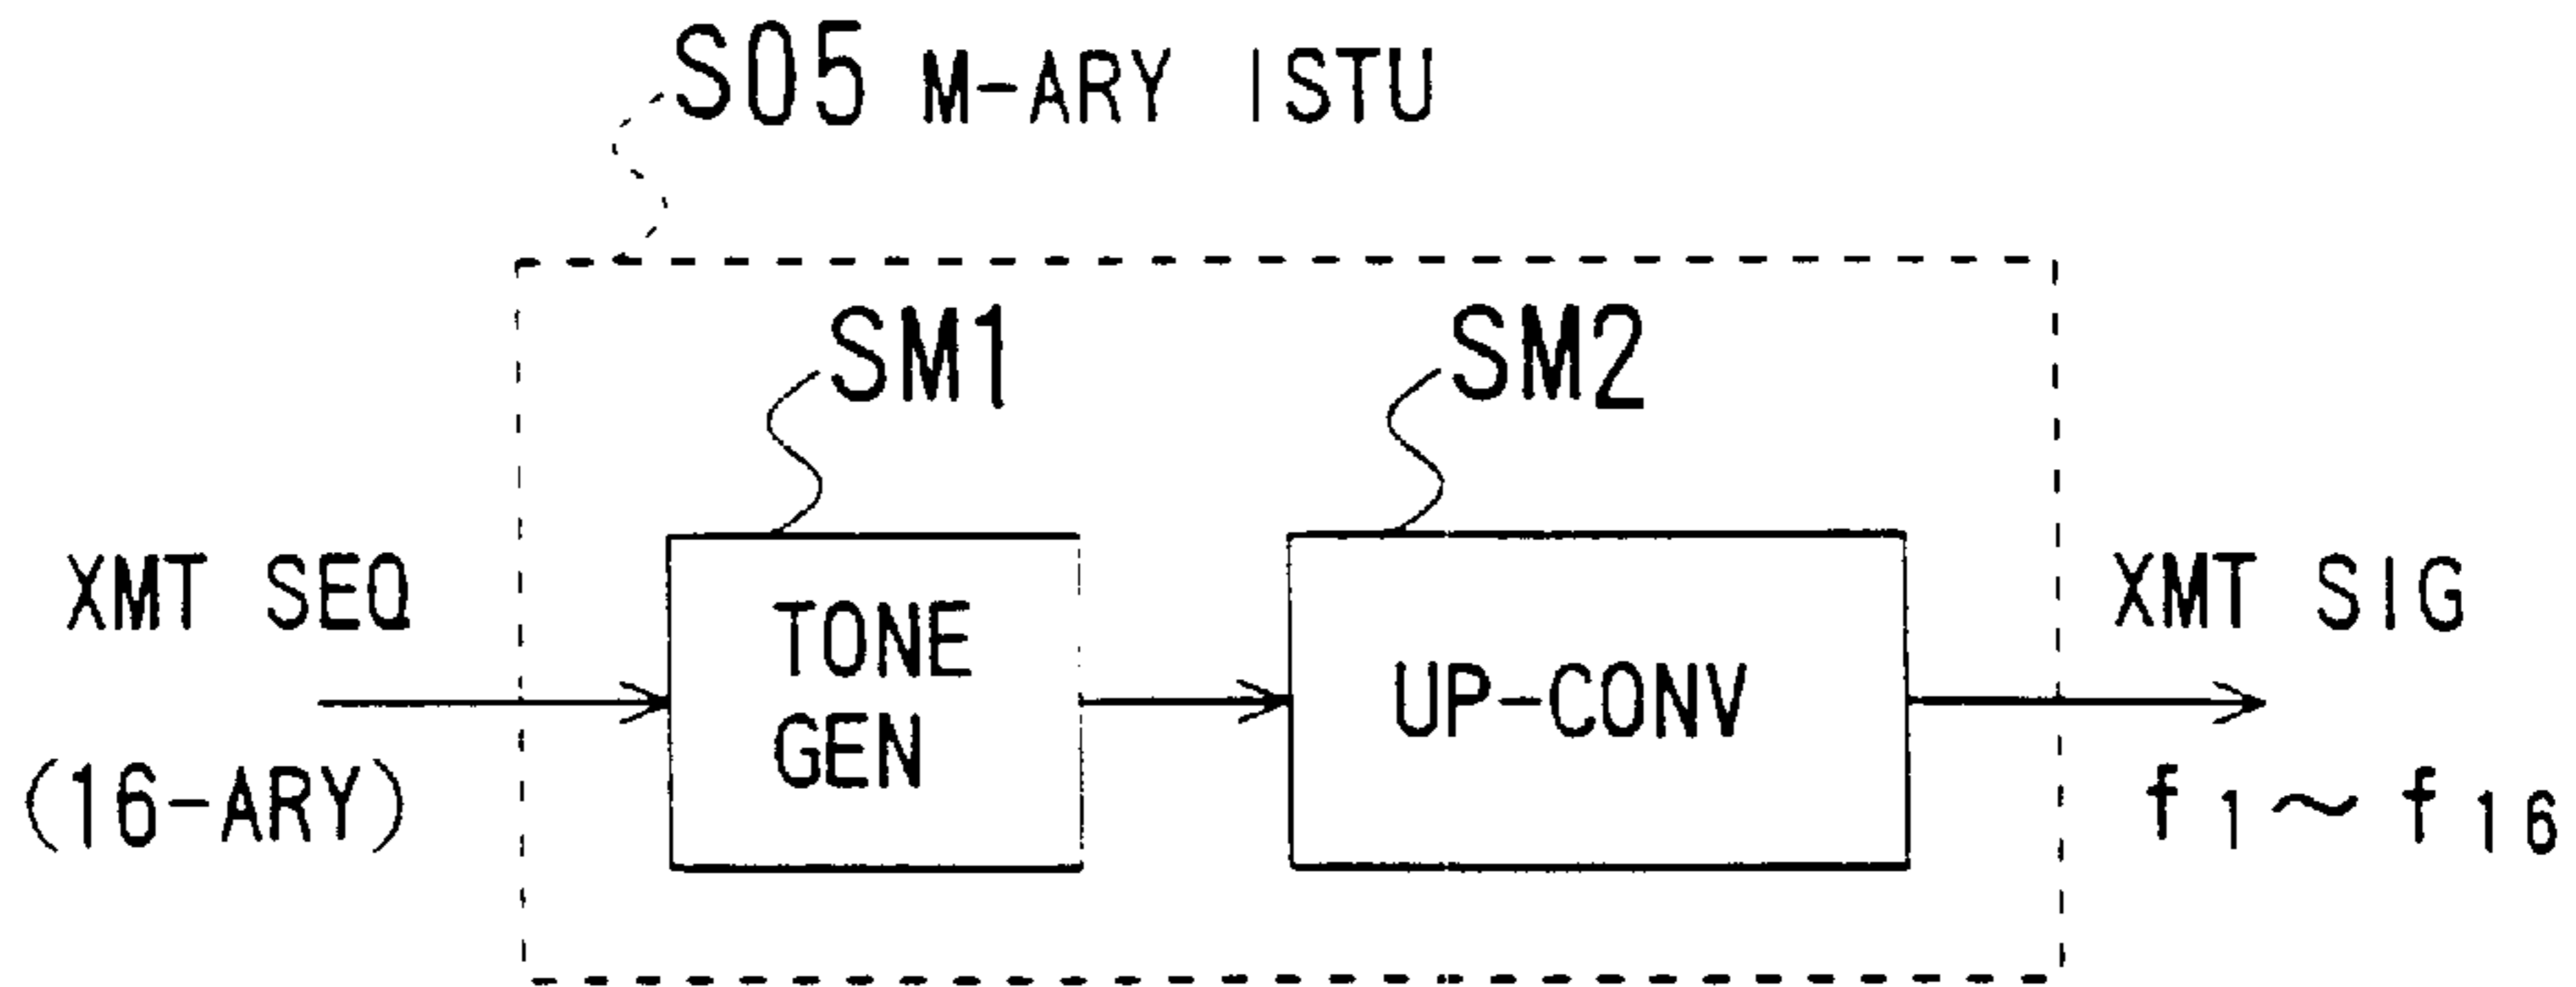 S05 M-ARY ISTU
SM1
SM2
XMT SEQ
(16-ARY)
TONE
GEN
UP-CONV
XMT SIG
f1～f16